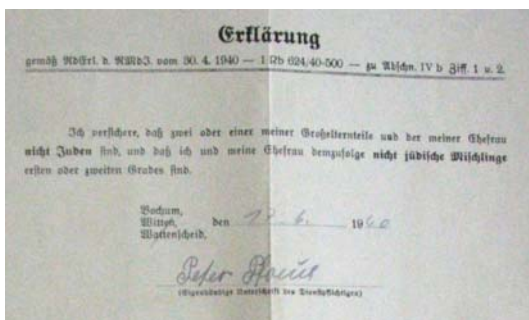 Erklärung
gemäß RdErl. d. RMdJ. vom 30. 4. 1940 — I Rb 624/40-500 — zu Abschn. IV b Ziff. 1 u. 2.
Ich versichere, daß zwei oder einer meiner Großelternteile und der meiner Ehefrau
nicht Juden sind, und daß ich und meine Ehefrau demzufolge nicht jüdische Mischlinge
ersten oder zweiten Grades sind.
Bochum,
Witten, den 17. 6. 1940
Wattenscheid,
Peter
(Eigenhändige Unterschrift des Dienstpflichtigen)